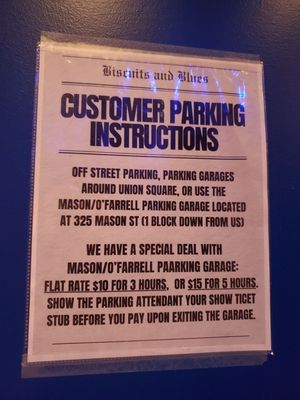 Biscuits and Blues
CUSTOMER PARKING
INSTRUCTIONS
OFF STREET PARKING, PARKING GARAGES
AROUND UNION SQUARE, OR USE THE
MASON/O'FARRELL PARKING GARAGE LOCATED
AT 325 MASON ST (1 BLOCK DOWN FROM US)
WE HAVE A SPECIAL DEAL WITH
MASON/O'FARRELL PAARKING GARAGE:
FLAT RATE $10 FOR 3 HOURS, OR $15 FOR 5 HOURS.
SHOW THE PARKING ATTENDANT YOUR SHOW TICET
STUB BEFORE YOU PAY UPON EXITING THE GARAGE.